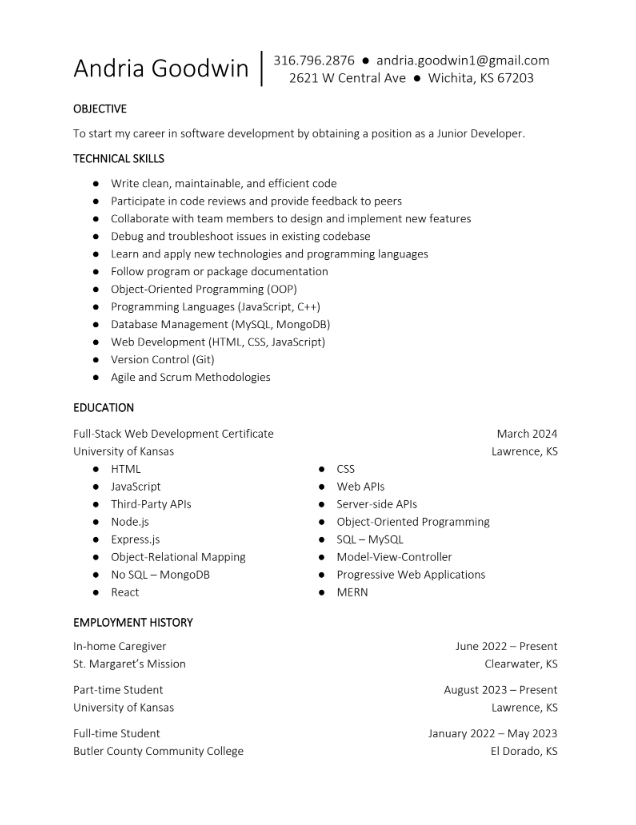 Andria Goodwin
316.796.2876 ● andria.goodwin1@gmail.com
2621 W Central Ave ● Wichita, KS 67203
OBJECTIVE
To start my career in software development by obtaining a position as a Junior Developer.
TECHNICAL SKILLS
● Write clean, maintainable, and efficient code
● Participate in code reviews and provide feedback to peers
● Collaborate with team members to design and implement new features
● Debug and troubleshoot issues in existing codebase
● Learn and apply new technologies and programming languages
● Follow program or package documentation
● Object-Oriented Programming (OOP)
● Programming Languages (JavaScript, C++)
● Database Management (MySQL, MongoDB)
● Web Development (HTML, CSS, JavaScript)
● Version Control (Git)
● Agile and Scrum Methodologies
EDUCATION
Full-Stack Web Development Certificate March 2024
University of Kansas Lawrence, KS
● HTML ● CSS
● JavaScript ● Web APIs
● Third-Party APIs ● Server-side APIs
● Node.js ● Object-Oriented Programming
● Express.js ● SQL – MySQL
● Object-Relational Mapping ● Model-View-Controller
● No SQL – MongoDB ● Progressive Web Applications
● React ● MERN
EMPLOYMENT HISTORY
In-home Caregiver June 2022 – Present
St. Margaret’s Mission Clearwater, KS
Part-time Student August 2023 – Present
University of Kansas Lawrence, KS
Full-time Student January 2022 – May 2023
Butler County Community College El Dorado, KS